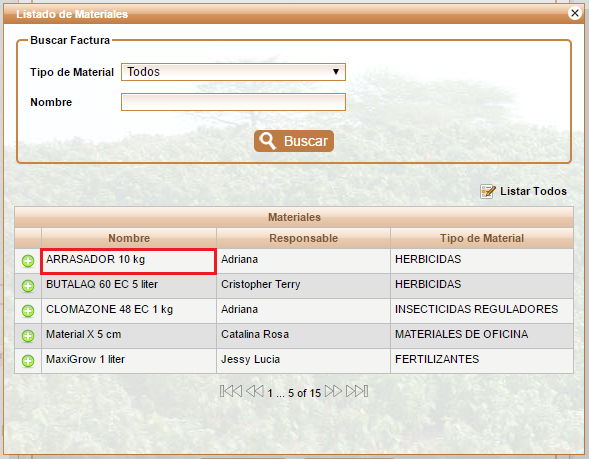 Listado de Materiales
Buscar Factura
Tipo de Material Todos
Nombre
Buscar
Listar Todos
Materiales
Nombre Responsable Tipo de Material
ARRASADOR 10 kg Adriana HERBICIDAS
BUTALAQ 60 EC 5 liter Cristopher Terry HERBICIDAS
CLOMAZONE 48 EC 1 kg Adriana INSECTICIDAS REGULADORES
Material X 5 cm Catalina Rosa MATERIALES DE OFICINA
MaxiGrow 1 liter Jessy Lucia FERTILIZANTES
1 ... 5 of 15